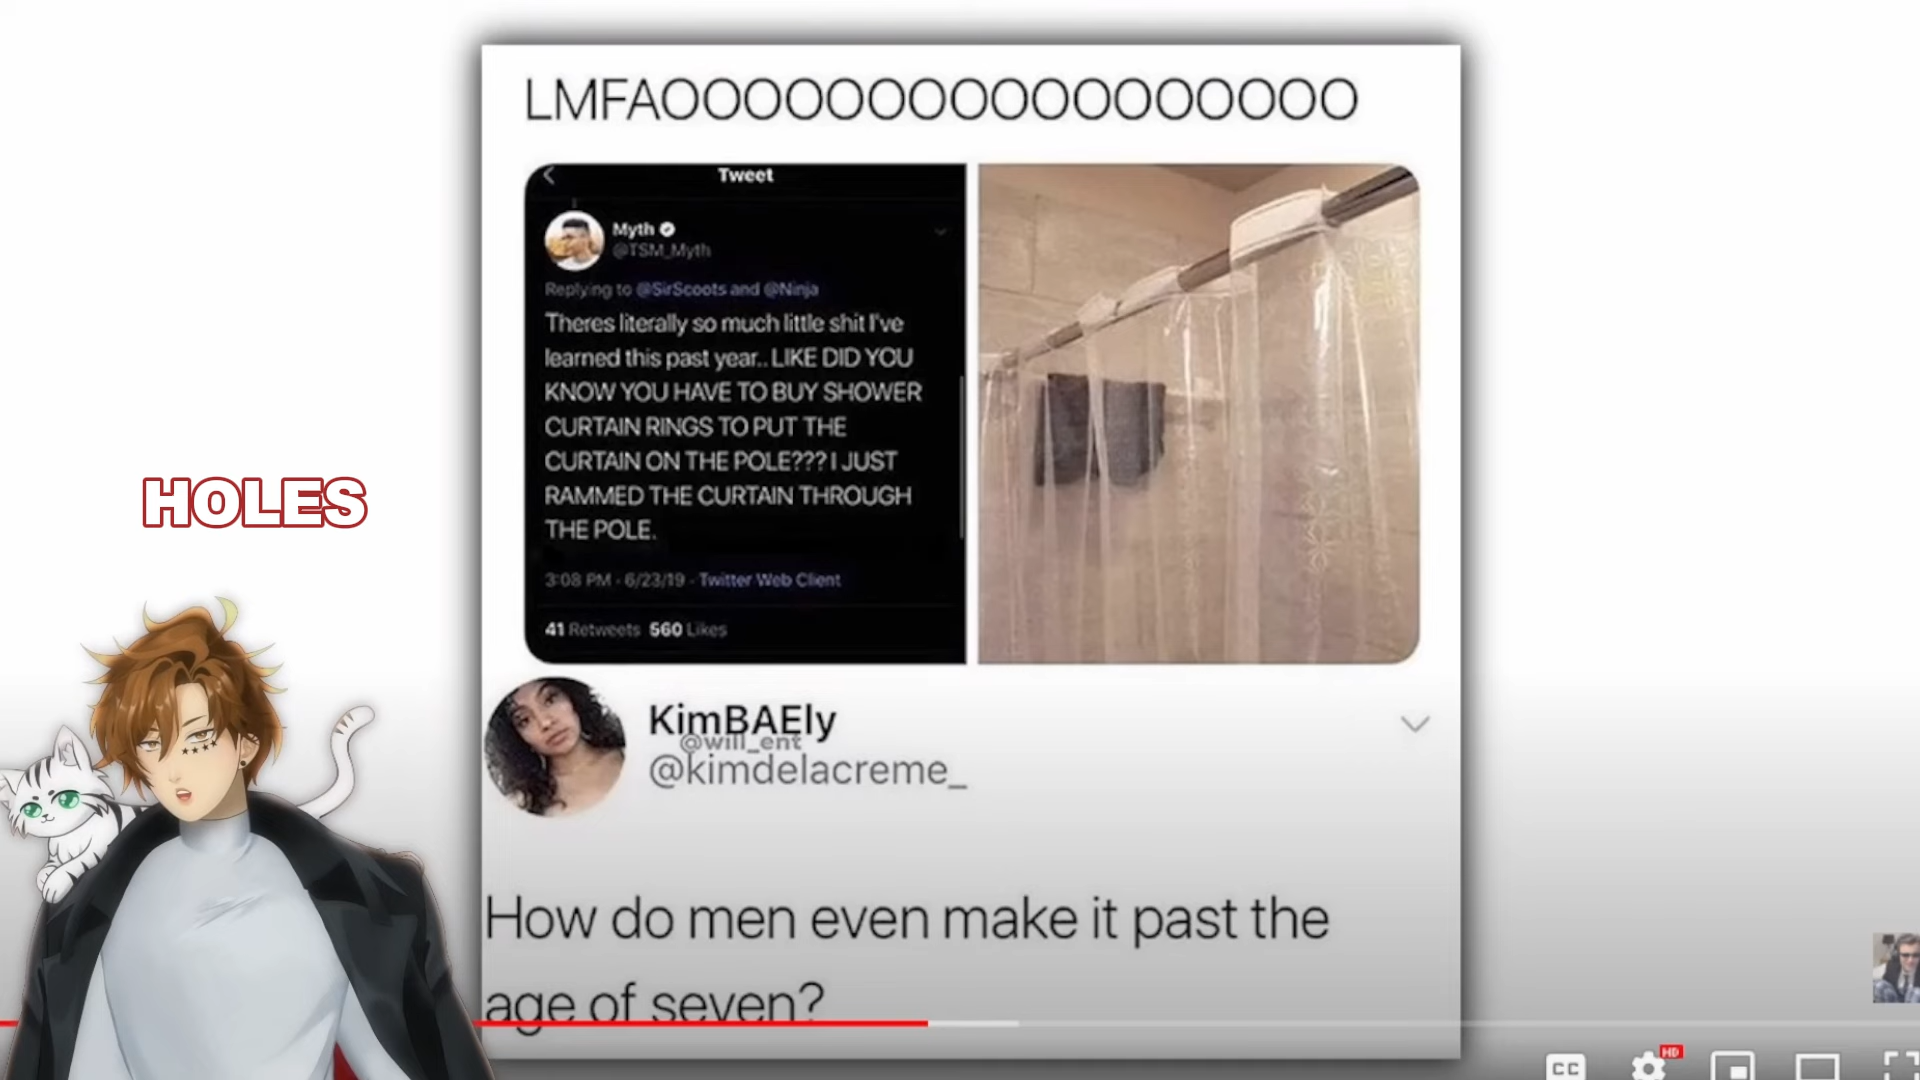 LMFAOOOOOOOOOOOOOOOOO
Tweet
Myth
@TSM_Myth
Replying to @SirScoots and @Ninja
Theres literally so much little shit I've
learned this past year.. LIKE DID YOU
KNOW YOU HAVE TO BUY SHOWER
CURTAIN RINGS TO PUT THE
CURTAIN ON THE POLE??? I JUST
RAMMED THE CURTAIN THROUGH
THE POLE.
3:08 PM · 6/23/19 · Twitter Web Client
41 Retweets 560 Likes
HOLES
KimBAEly
@will_ent
@kimdelacreme_
How do men even make it past the
age of seven?
HD
CC